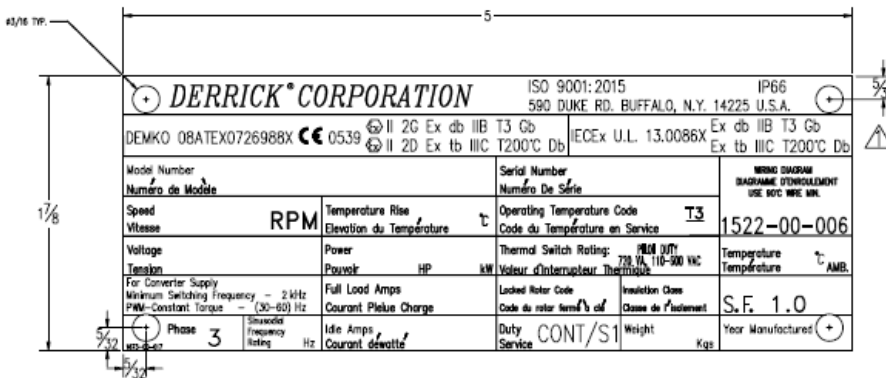 5
#3/16 TYP.
DERRICK® CORPORATION
ISO 9001:2015
IP66
590 DUKE RD. BUFFALO, N.Y. 14225 U.S.A.
5/3
DEMKO 08ATEX0726988X CE 0539
Ex II 2G Ex db IIB T3 Gb
Ex II 2D Ex tb IIIC T200°C Db
IECEx U.L. 13.0086X
Ex db IIB T3 Gb
Ex tb IIIC T200°C Db
1 7/8
Model Number
Numéro de Modèle
Serial Number
Numéro De Série
WIRING DIAGRAM
DIAGRAMME D'ENROULEMENT
USE 90°C WIRE MIN.
1522-00-006
Speed
Vitesse
RPM
Temperature Rise
Elevation du Température
℃
Operating Temperature Code
Code du Température en Service
T3
Voltage
Tension
Power
Pouvoir HP kW
Thermal Switch Rating: PILOT DUTY
720 VA, 110-600 VAC
Valeur d'Interrupteur Thermique
Temperature
Température
℃ AMB.
For Converter Supply
Minimum Switching Frequency - 2 kHz
PWM-Constant Torque - (30-60) Hz
Full Load Amps
Courant Pleiue Charge
Locked Rotor Code
Code du rotor fermé à clé
Insulation Class
Classe de l'isolement
S.F. 1.0
5/32
Phase 3
Sinusodal
Frequency
Rating Hz
Idle Amps
Courant déwatté
Duty
Service CONT/S1
Weight
Kgs
Year Manufactured
5/32